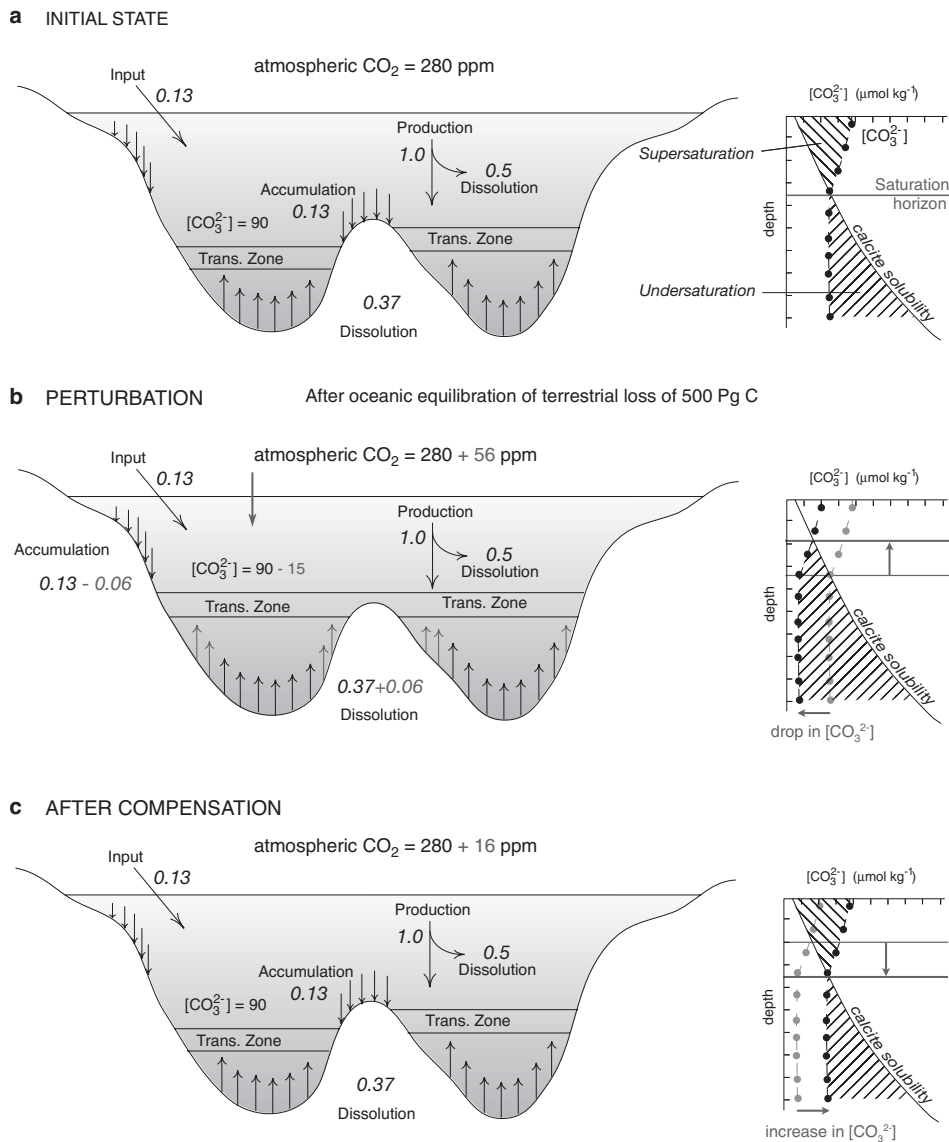 a INITIAL STATE
atmospheric CO₂ = 280 ppm
Input
0.13
Production
1.0
0.5
Dissolution
Accumulation
0.13
[CO₃²⁻] = 90
Trans. Zone
Trans. Zone
0.37
Dissolution
[CO₃²⁻] (μmol kg⁻¹)
[CO₃²⁻]
Supersaturation
Saturation
horizon
depth
calcite solubility
Undersaturation
b PERTURBATION
After oceanic equilibration of terrestrial loss of 500 Pg C
atmospheric CO₂ = 280 + 56 ppm
Input
0.13
Production
1.0
0.5
Dissolution
Accumulation
0.13 - 0.06
[CO₃²⁻] = 90 - 15
Trans. Zone
Trans. Zone
0.37+0.06
Dissolution
[CO₃²⁻] (μmol kg⁻¹)
depth
calcite solubility
drop in [CO₃²⁻]
c AFTER COMPENSATION
atmospheric CO₂ = 280 + 16 ppm
Input
0.13
Production
1.0
0.5
Dissolution
Accumulation
0.13
[CO₃²⁻] = 90
Trans. Zone
Trans. Zone
0.37
Dissolution
[CO₃²⁻] (μmol kg⁻¹)
depth
calcite solubility
increase in [CO₃²⁻]